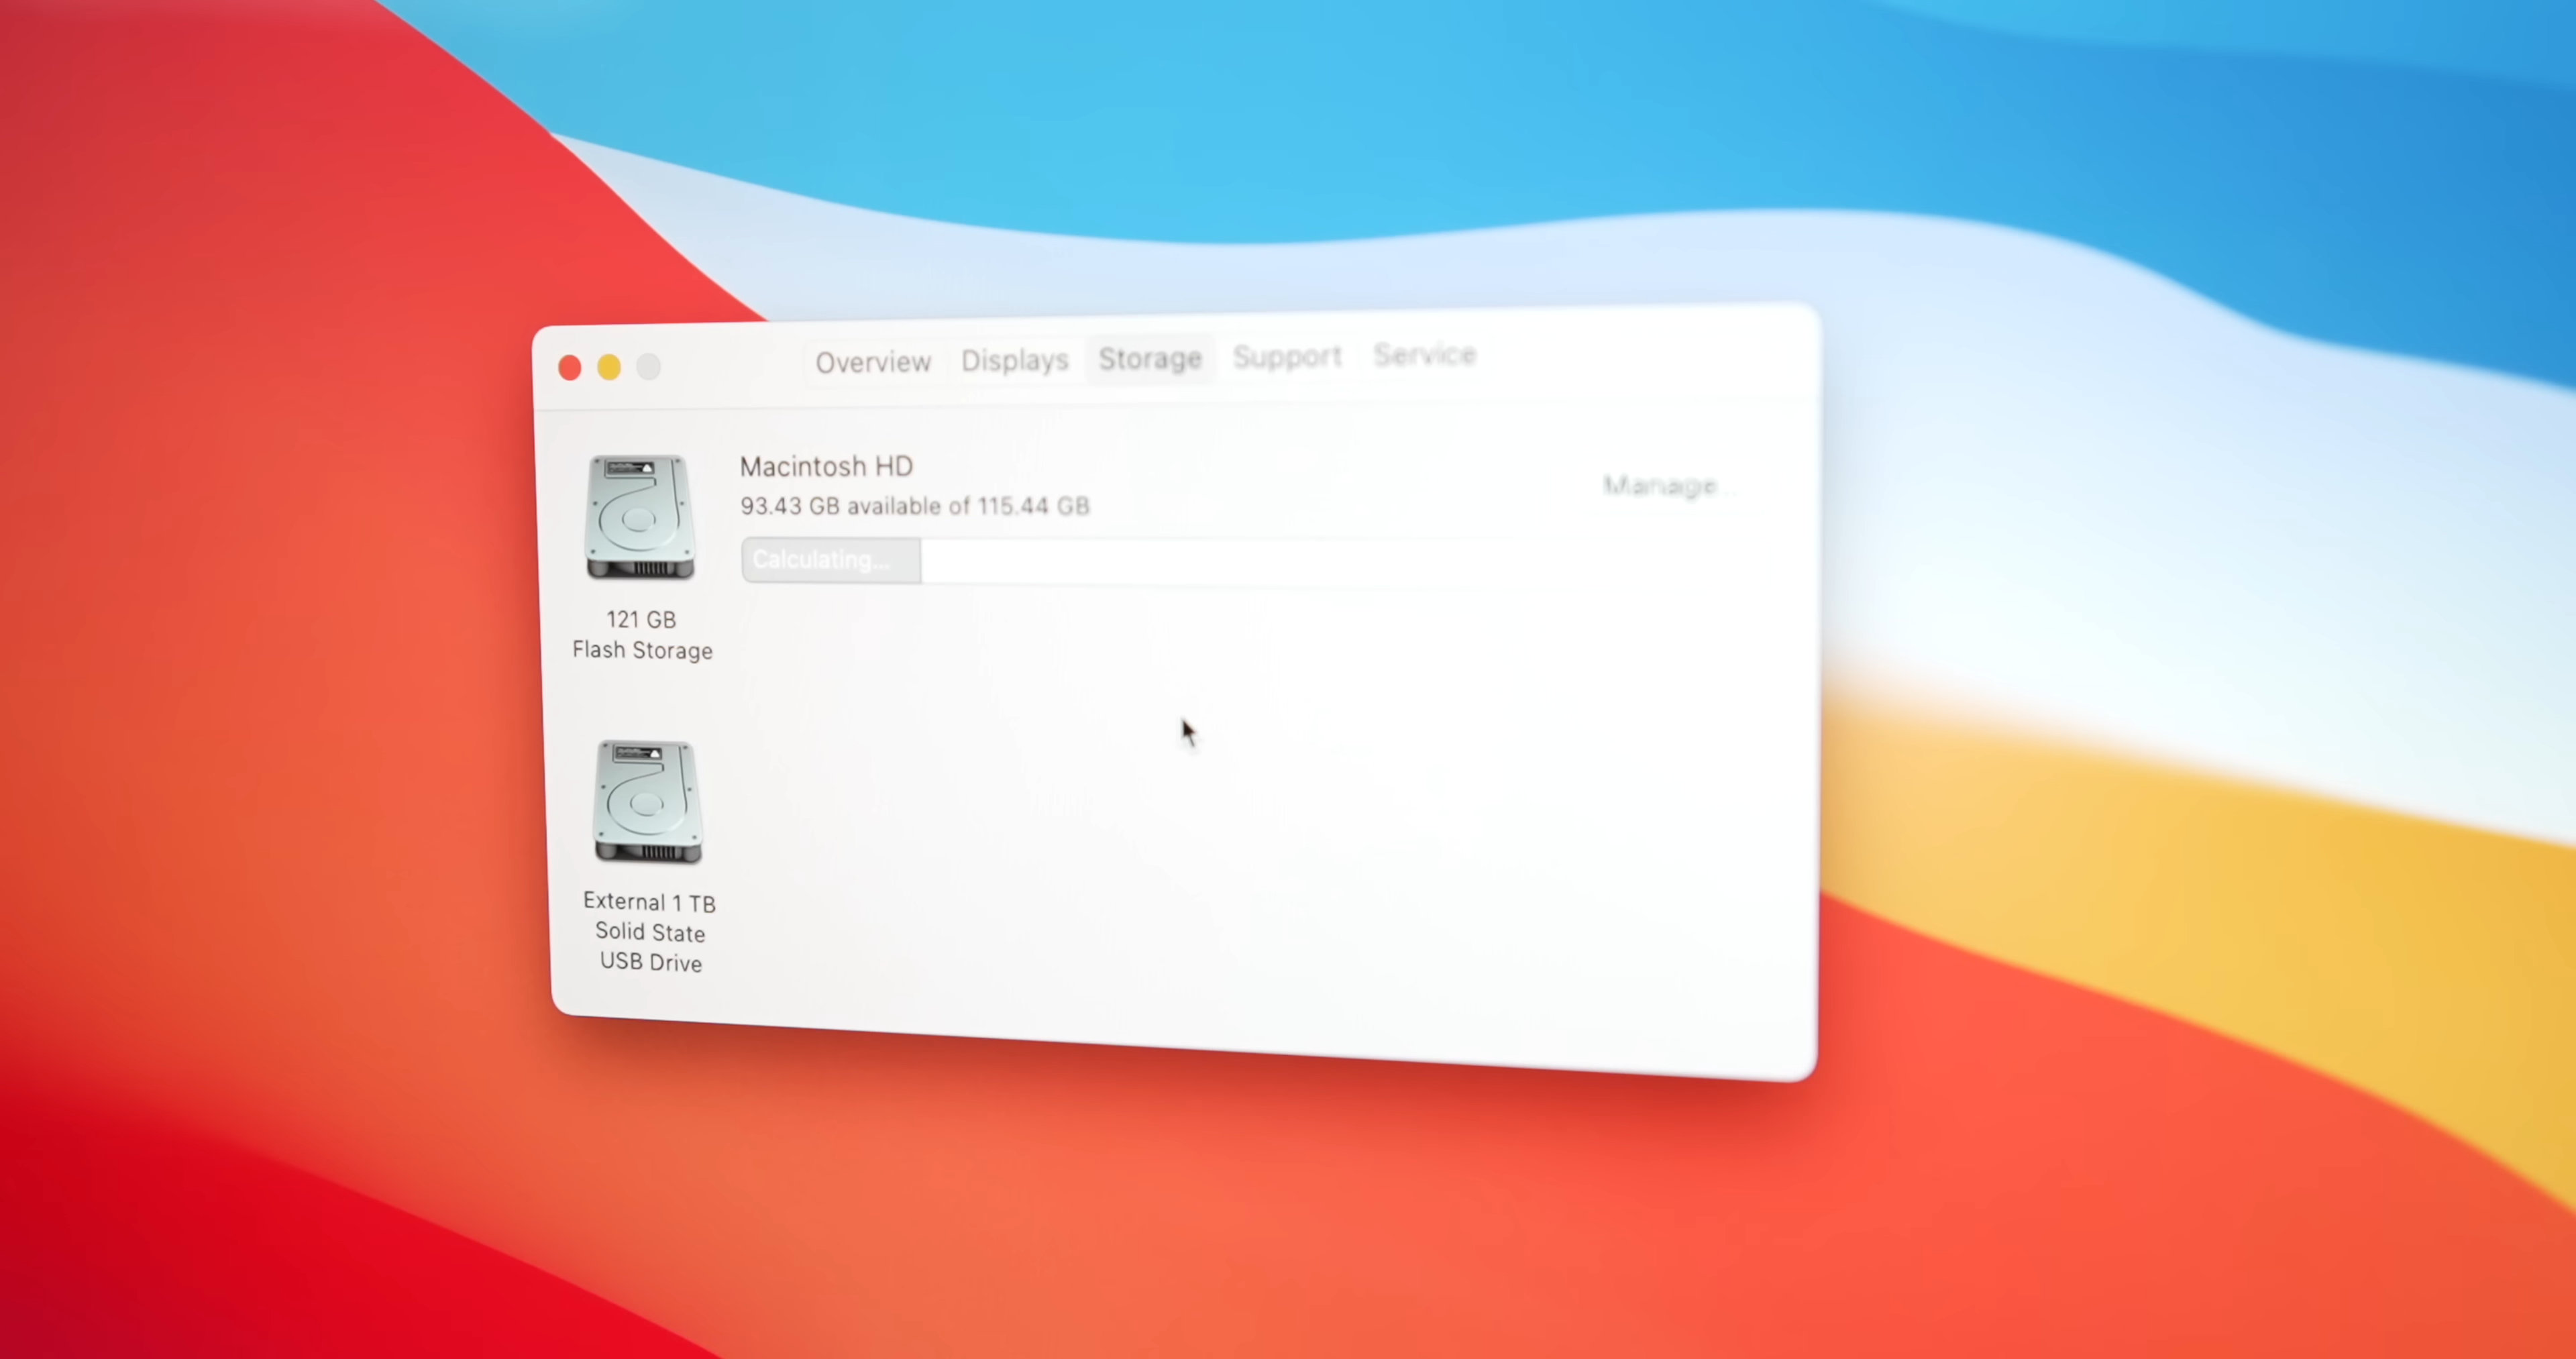 Overview Displays Storage Support Service
Macintosh HD
93.43 GB available of 115.44 GB
Manage...
Calculating...
121 GB
Flash Storage
External 1 TB
Solid State
USB Drive